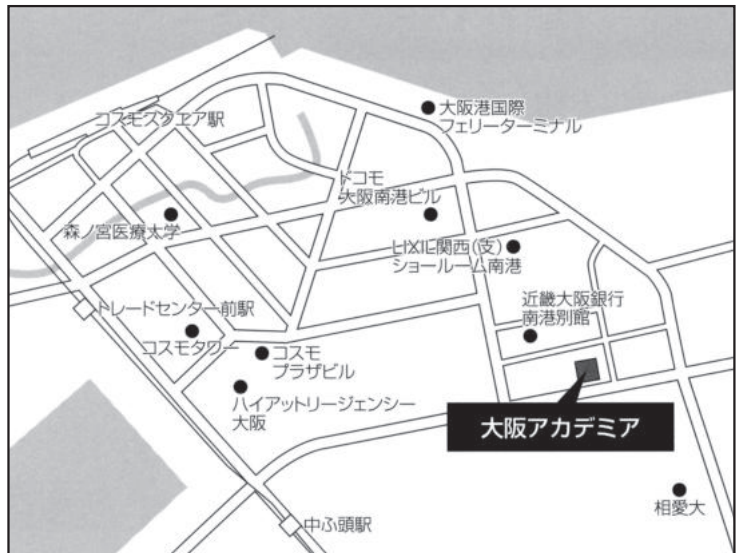 大阪港国際
フェリーターミナル
コスモスクエア駅
ドコモ
大阪南港ビル
森ノ宮医療大学
LIXIL関西(支)
ショールーム南港
トレードセンター前駅
近畿大阪銀行
南港別館
コスモタワー
コスモ
プラザビル
ハイアットリージェンシー
大阪
大阪アカデミア
相愛大
中ふ頭駅